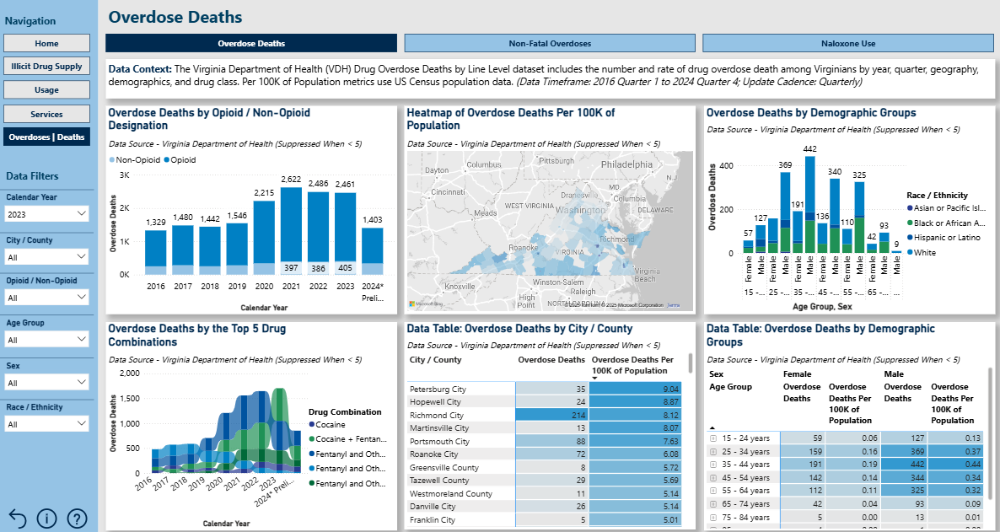 Navigation
Home
Illicit Drug Supply
Usage
Services
Overdoses | Deaths
Data Filters
Calendar Year
2023
City / County
All
Opioid / Non-Opioid
All
Age Group
All
Sex
All
Race / Ethnicity
All
Overdose Deaths
Overdose Deaths
Non-Fatal Overdoses
Naloxone Use
Data Context: The Virginia Department of Health (VDH) Drug Overdose Deaths by Line Level dataset includes the number and rate of drug overdose death among Virginians by year, quarter, geography,
demographics, and drug class. Per 100K of Population metrics use US Census population data. (Data Timeframe: 2016 Quarter 1 to 2024 Quarter 4; Update Cadence: Quarterly)
Overdose Deaths by Opioid / Non-Opioid
Designation
Data Source - Virginia Department of Health (Suppressed When < 5)
Non-Opioid Opioid
Overdose Deaths
3K
2K
1K
0K
1,329
1,480
1,442
1,546
2,215
2,622
2,486
2,461
1,403
397
386
405
2016 2017 2018 2019 2020 2021 2022 2023 2024*
Preli...
Calendar Year
Heatmap of Overdose Deaths Per 100K of
Population
Data Source - Virginia Department of Health (Suppressed When < 5)
Pittsburgh
Columbus
Philadelphia
Dayton
N.J
Cincinnati
MD.
Dranesville
Columbia
WEST VIRGINIA
Washington
DELAWARE
Meads
Richmond
Roanoke
VIRGINIA
Virginia
Beach
Knoxville
Winston-Salem
Raleigh
High
Point
NORTH CAROLINA
Microsoft Bing
© 2025 TomTom, © 2025 Microsoft Corporation Terms
Overdose Deaths by Demographic Groups
Data Source - Virginia Department of Health (Suppressed When < 5)
Overdose Deaths
400
200
0
57
127
369
191
442
136
340
110
325
42
93
9
Female
Male
Female
Male
Female
Male
Female
Male
Female
Male
Female
Male
Male
15 -... 25 -... 35 -... 45 -... 55 -... 65 -... ...
Age Group, Sex
Race / Ethnicity
Asian or Pacific Isl...
Black or African A...
Hispanic or Latino
White
Overdose Deaths by the Top 5 Drug
Combinations
Data Source - Virginia Department of Health (Suppressed When < 5)
Overdose Deaths
2,000
1,500
1,000
500
0
2016
2017
2018
2019
2020
2021
2022
2023
2024* Preli...
Calendar Year
Drug Combination
Cocaine
Cocaine + Fentan...
Fentanyl and Oth...
Fentanyl and Oth...
Fentanyl and Oth...
Data Table: Overdose Deaths by City / County
Data Source - Virginia Department of Health (Suppressed When < 5)
City / County Overdose Deaths Overdose Deaths Per
100K of Population
Petersburg City 35 9.04
Hopewell City 24 8.87
Richmond City 214 8.12
Martinsville City 13 8.07
Portsmouth City 88 7.63
Roanoke City 72 6.08
Greensville County 8 5.72
Tazewell County 29 5.69
Westmoreland County 11 5.14
Danville City 26 5.14
Franklin City 5 5.01
Data Table: Overdose Deaths by Demographic
Groups
Data Source - Virginia Department of Health (Suppressed When < 5)
Sex Female Male
Age Group Overdose Overdose Overdose Overdose
Deaths Deaths Per Deaths Deaths Per
100K of 100K of
Population Population
15 - 24 years 59 0.06 127 0.13
25 - 34 years 159 0.16 369 0.37
35 - 44 years 191 0.19 442 0.44
45 - 54 years 142 0.14 344 0.34
55 - 64 years 112 0.11 325 0.32
65 - 74 years 42 0.04 93 0.09
75 - 84 years 5 0.00 13 0.01